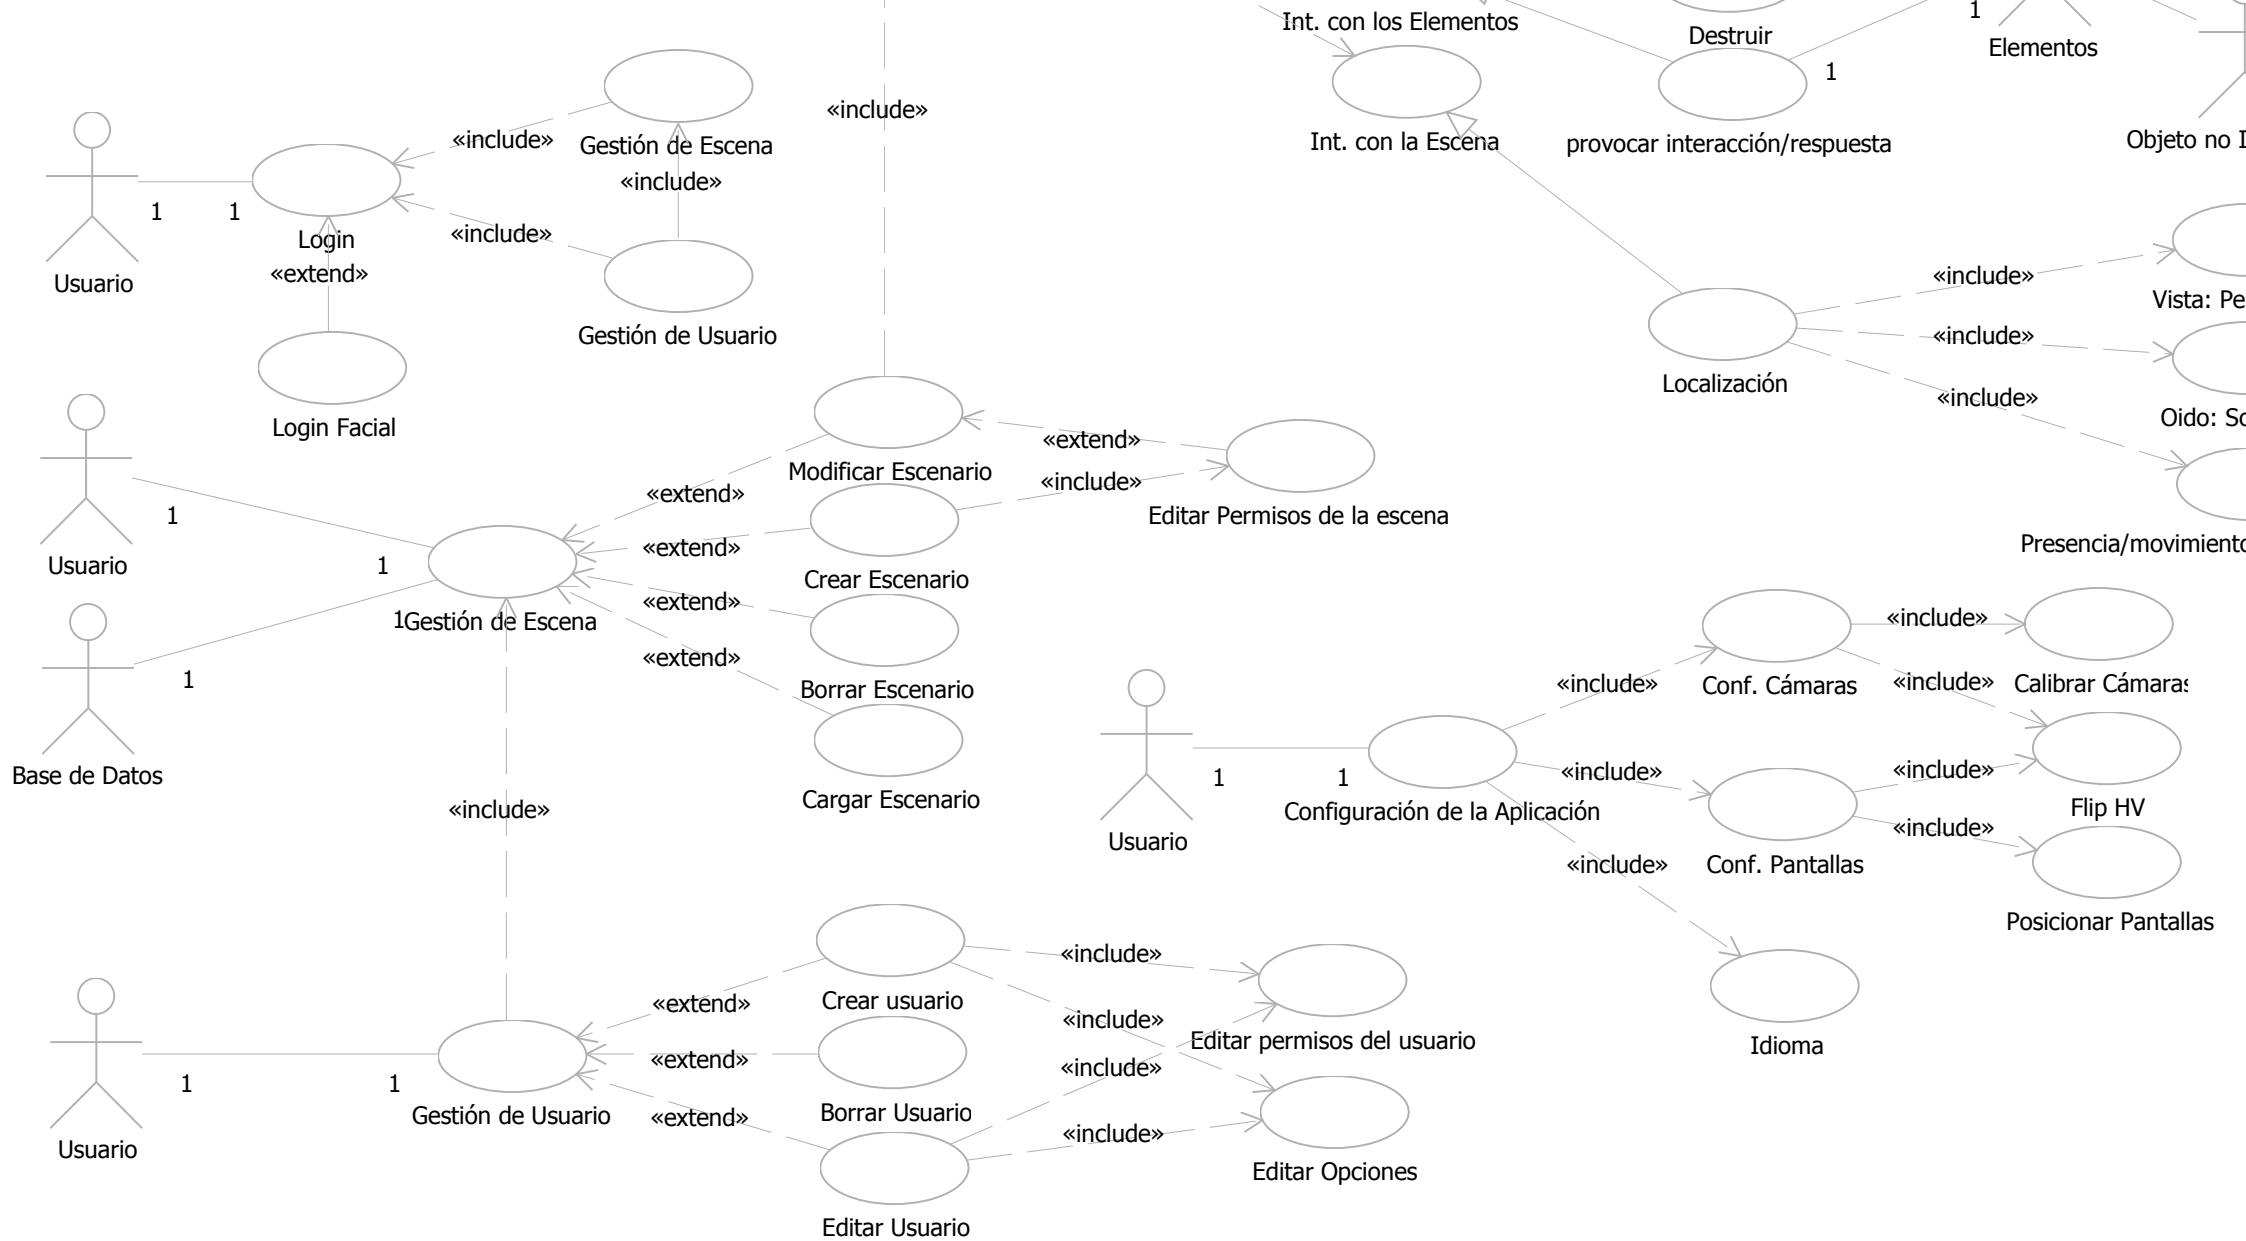 Int. con los Elementos
Destruir
1
Elementos
1
«include»
Int. con la Escena
provocar interacción/respuesta
Objeto no I
«include»
Gestión de Escena
«include»
1
1
Login
«include»
«extend»
Usuario
Gestión de Usuario
Login Facial
«include»
Vista: Pe
«include»
Localización
«include»
Oido: So
Presencia/movimiento
Modificar Escenario
«extend»
«include»
Editar Permisos de la escena
«extend»
1
«extend»
Usuario
1
Crear Escenario
«extend»
1
Gestión de Escena
«extend»
1
Borrar Escenario
Base de Datos
Cargar Escenario
«include»
«include»
«include»
Conf. Cámaras
«include»
Calibrar Cámaras
1
1
«include»
«include»
Configuración de la Aplicación
Flip HV
Usuario
«include»
«include»
Conf. Pantallas
Posicionar Pantallas
Idioma
«include»
Crear usuario
«extend»
«include»
Editar permisos del usuario
«extend»
«include»
1
1
Gestión de Usuario
Borrar Usuario
«extend»
«include»
Usuario
Editar Opciones
Editar Usuario